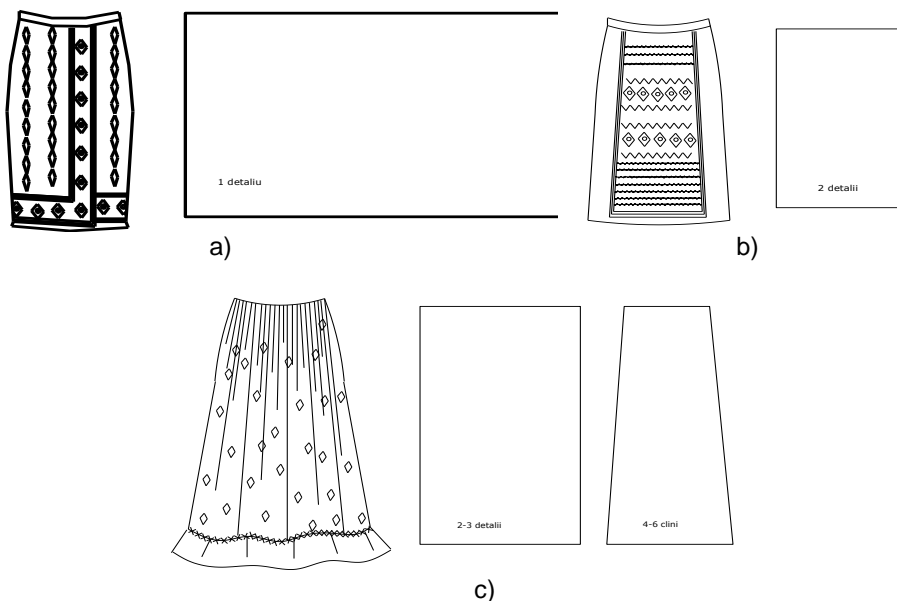 1 detaliu
2 detalii
a)
b)
2-3 detalii
4-6 clini
c)